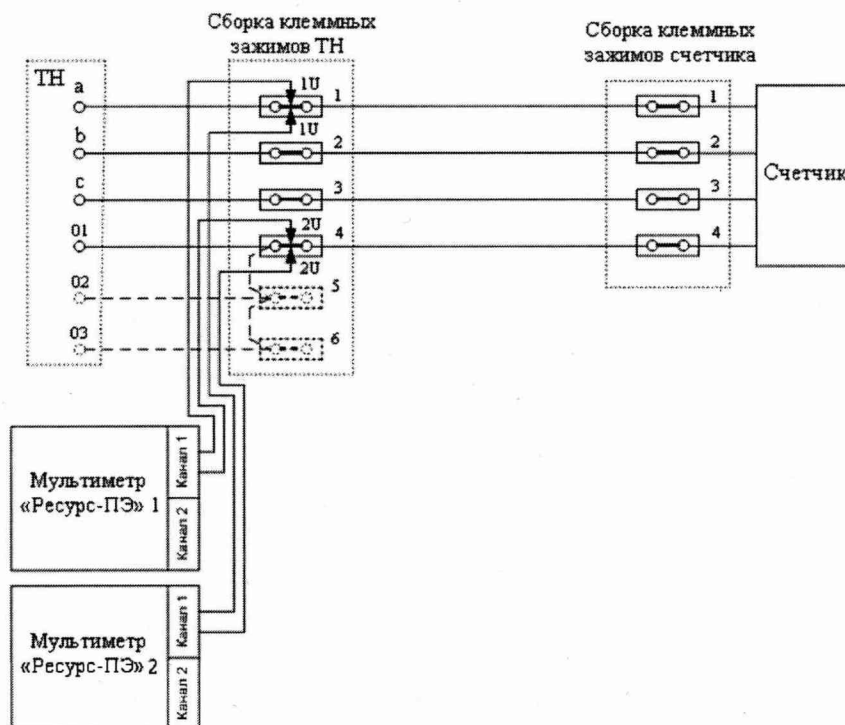 Сборка клеммных
зажимов ТН
Сборка клеммных
зажимов счетчика
ТН
a
1U
1
1
b
1U
2
2
Счетчик
c
3
3
01
2U
4
4
02
2U
5
03
6
Мультиметр
«Ресурс-ПЭ» 1
Канал 1
Канал 2
Мультиметр
«Ресурс-ПЭ» 2
Канал 1
Канал 2